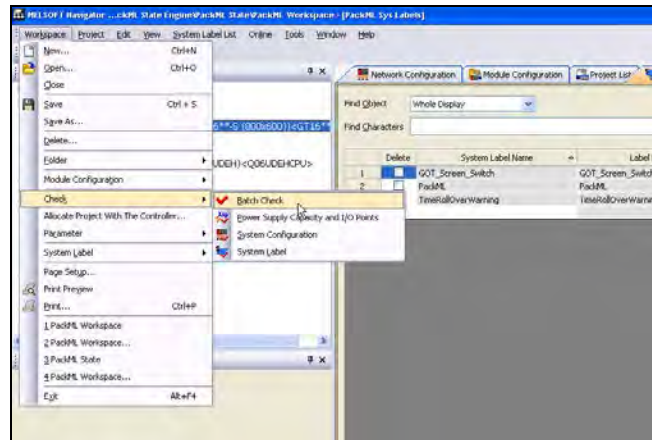 MELSOFT Navigator ...ckML State Engine\PackML State\PackML Workspace - [PackML Sys Labels]
Workspace Project Edit View System Label List Online Tools Window Help
New... Ctrl+N
Open... Ctrl+O
Close
Save Ctrl + S
Save As...
Delete...
Folder
Module Configuration
Check
Allocate Project With The Controller...
Parameter
System Label
Page Setup...
Print Preview
Print... Ctrl+P
1 PackML Workspace
2 PackML Workspace...
3 PackML State
4 PackML Workspace...
Exit Alt+F4
Batch Check
Power Supply Capacity and I/O Points
System Configuration
System Label
**-S (800x600))<GT16**
UDEH)<Q06UDEHCPU>
Network Configuration Module Configuration Project List
Find Object Whole Display
Find Characters
Delete System Label Name Label
1 GOT_Screen_Switch GOT_Screen_Switc
2 PackML PackML
TimeRollOverWarning TimeRollOverWarnin